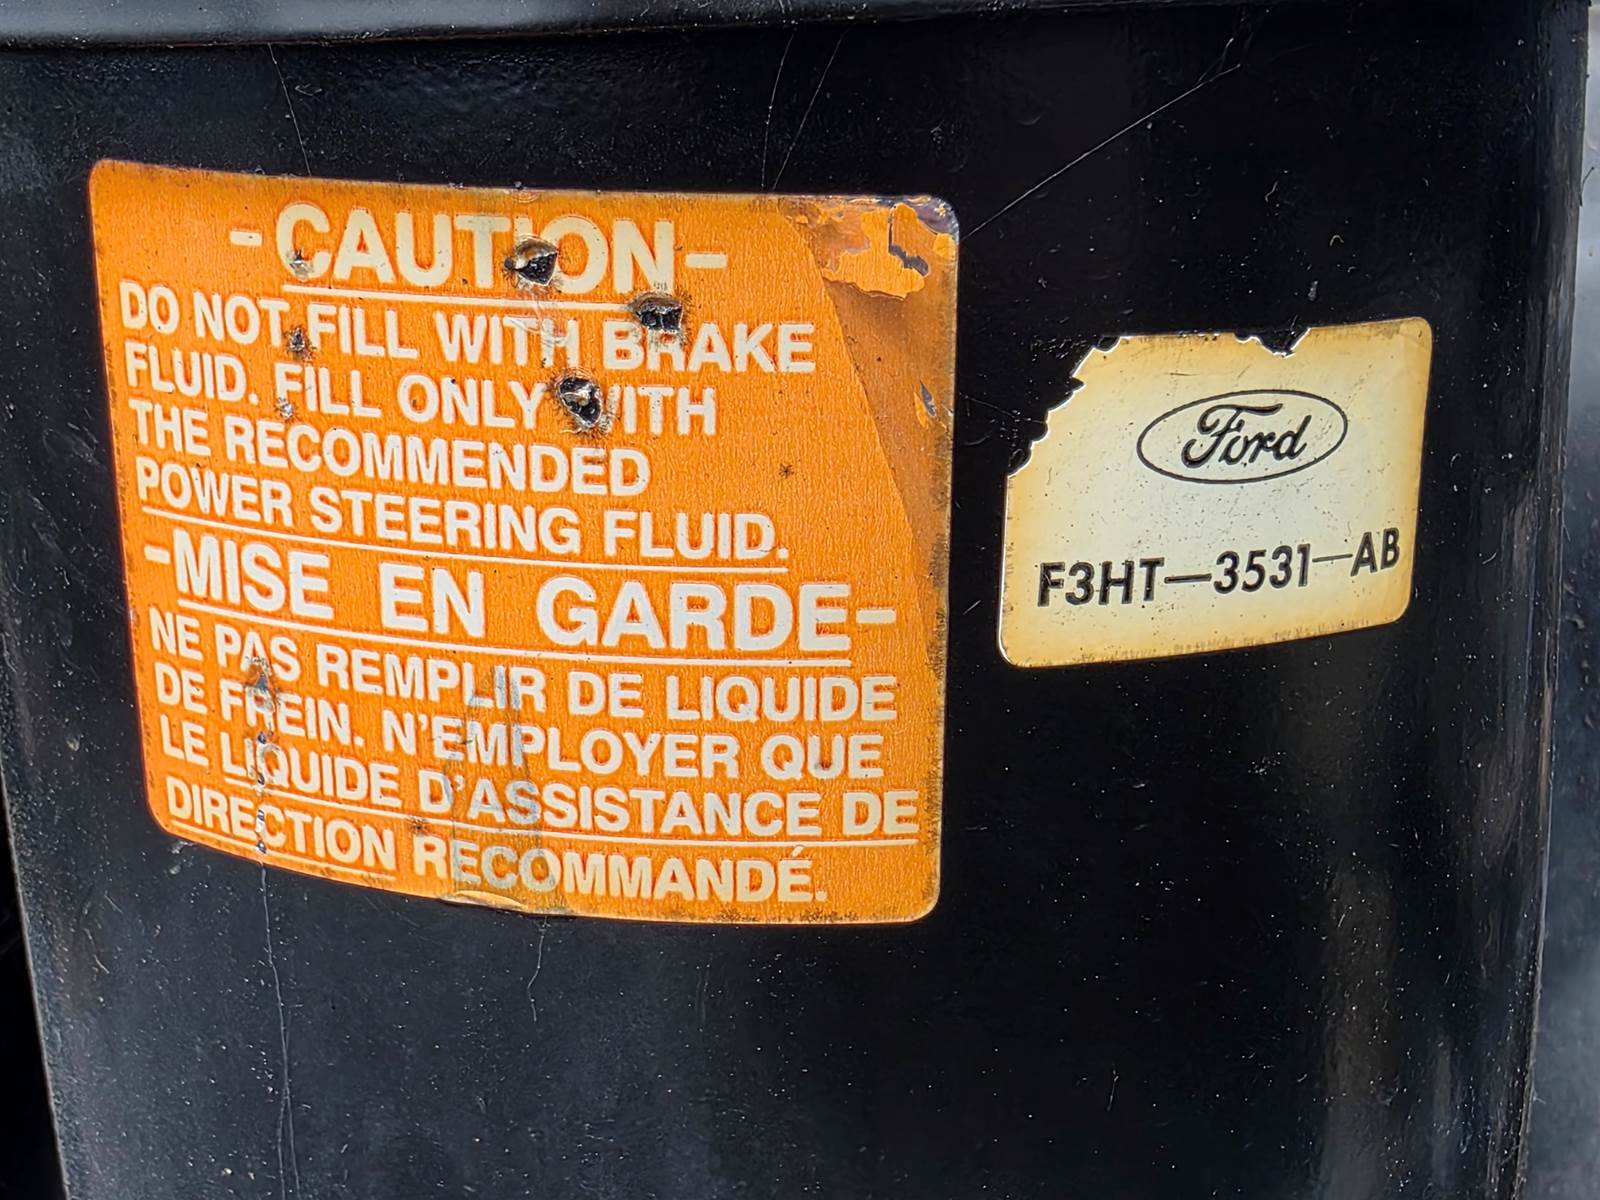 -CAUTION-
DO NOT FILL WITH BRAKE
FLUID. FILL ONLY WITH
THE RECOMMENDED
POWER STEERING FLUID.
-MISE EN GARDE-
NE PAS REMPLIR DE LIQUIDE
DE FREIN. N'EMPLOYER QUE
LE LIQUIDE D'ASSISTANCE DE
DIRECTION RECOMMANDÉ.
Ford
F3HT-3531-AB